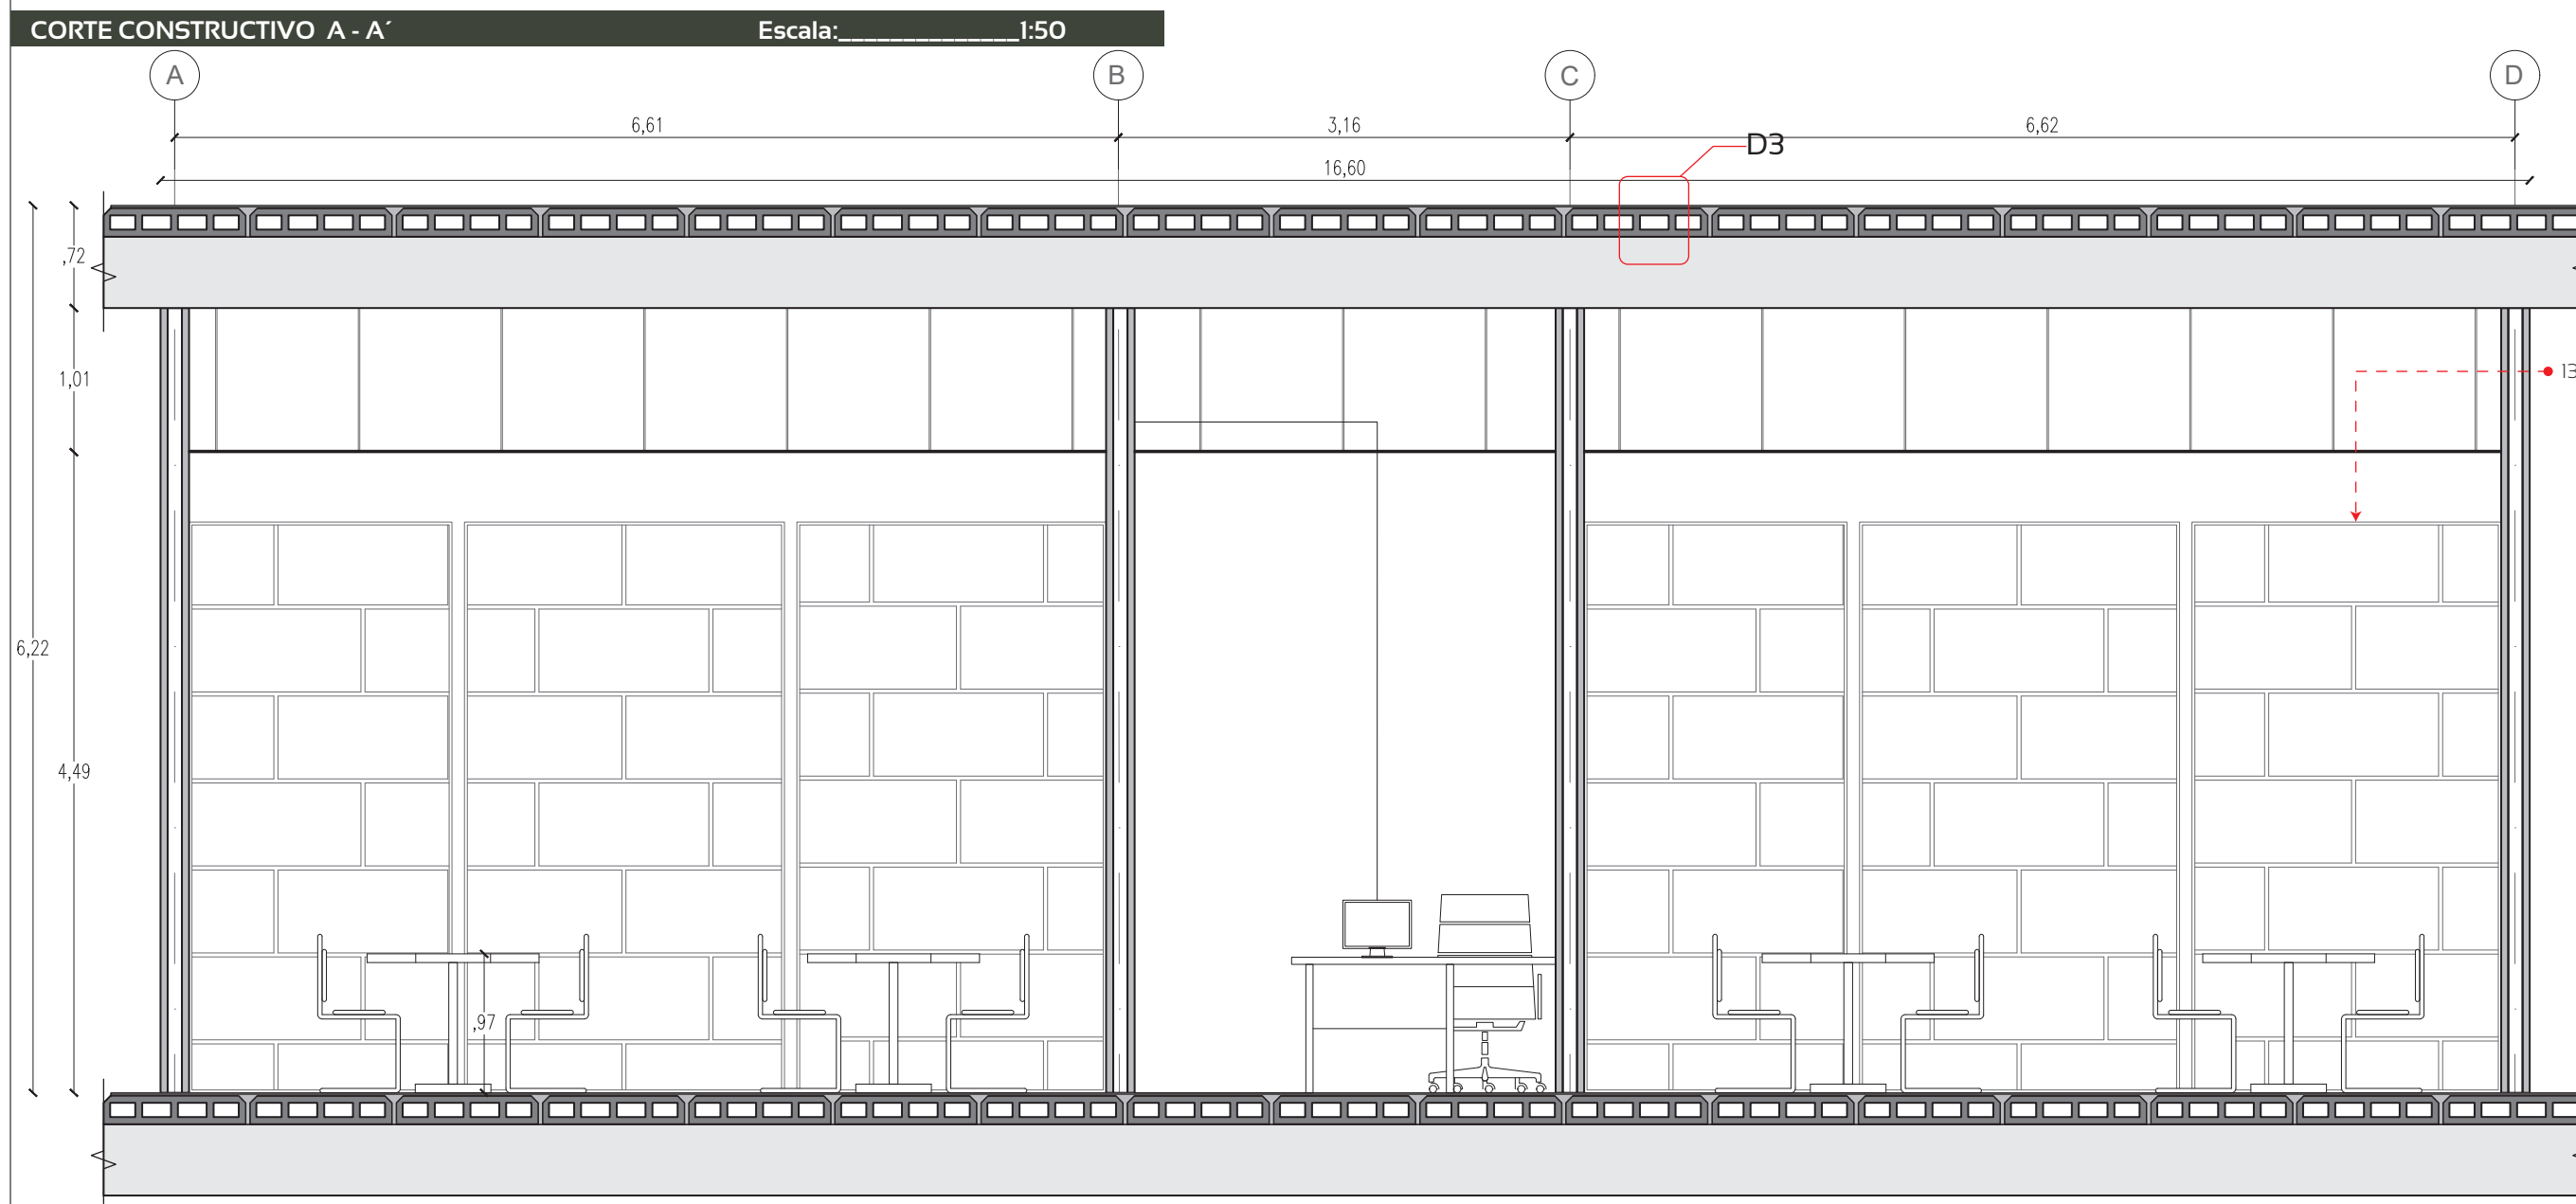 CORTE CONSTRUCTIVO A - A´ Escala:______________1:50
A B C D
6,61 3,16 6,62
D3
16,60
,72
1,01
13
6,22
4,49
,97